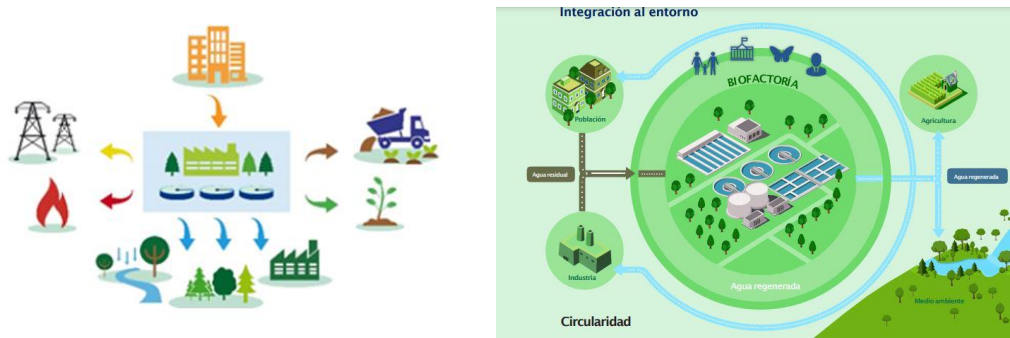 Integración al entorno
BIOFACTORÍA
Población
Agricultura
Agua residual
Agua regenerada
Industria
Agua regenerada
Medio ambiente
Circularidad